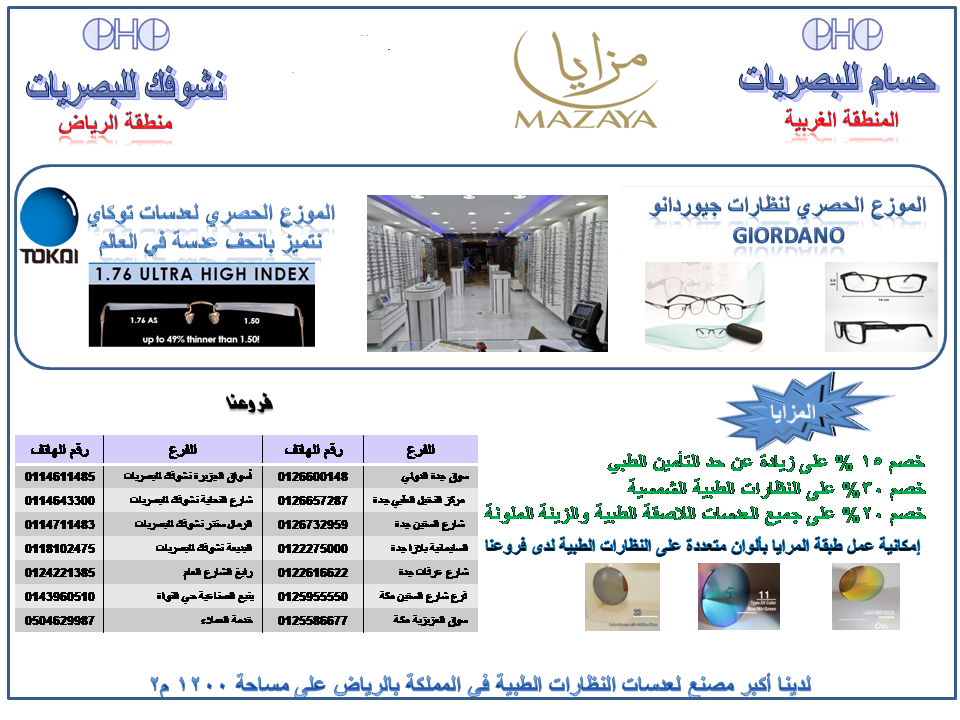 حسام للبصريات
المنطقة الغربية
مزايا
MAZAYA
نشوفك للبصريات
منطقة الرياض
الموزع الحصري لنظارات جيوردانو
GIORDANO
الموزع الحصري لعدسات توكاي
نتميز بانحف عدسة في العالم
TOKAI
1.76 ULTRA HIGH INDEX
1.76 AS 1.50
up to 49% thinner than 1.50!
المزايا
خصم ١٥ % على زيادة عن حد التأمين الطبي
خصم ٣٠% على النظارات الطبية الشمسية
خصم ٢٠% على جميع العدسات اللاصقة الطبية والزينة الملونة
إمكانية عمل طبقة المرايا بألوان متعددة على النظارات الطبية لدى فروعنا
11
فروعنا
الفرع رقم الهاتف الفرع رقم الهاتف
سوق جدة الدولي 0126600148 أسواق الجزيرة نشوفك للبصريات 0114611485
مركز النخيل الطبي جدة 0126657287 شارع التحلية نشوفك للبصريات 0114643300
شارع الستين جدة 0126732959 الرمال سنتر نشوفك للبصريات 0114711483
السليمانية بلازا جدة 0122275000 البديعة نشوفك للبصريات 0118102475
شارع عرفات جدة 0122616622 رابغ الشارع العام 0124221385
فرع شارع الستين مكة 0125955550 ينبع الصناعية حي النواة 0143960510
سوق العزيزية مكة 0125586677 خدمة العملاء 0504629987
لدينا أكبر مصنع لعدسات النظارات الطبية في المملكة بالرياض على مساحة ١٢٠٠ م٢